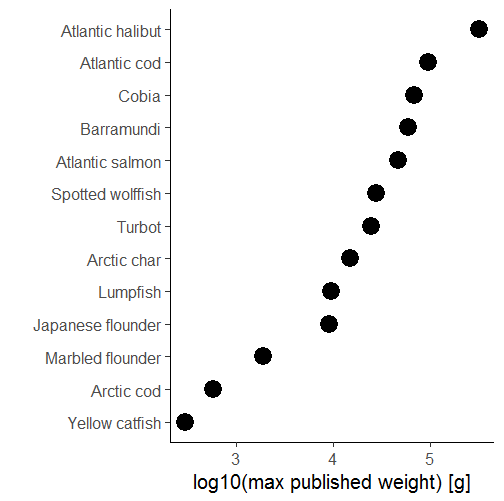 Atlantic halibut
Atlantic cod
Cobia
Barramundi
Atlantic salmon
Spotted wolffish
Turbot
Arctic char
Lumpfish
Japanese flounder
Marbled flounder
Arctic cod
Yellow catfish
3 4 5
log10(max published weight) [g]